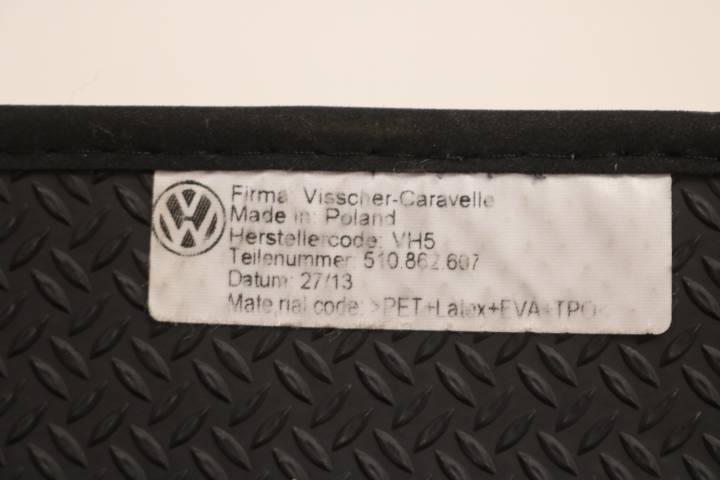 Firma: Visscher-Caravelle
Made in: Poland
Herstellercode: VH5
Teilenummer: 510.862.607
Datum: 27/13
Material code: >PET+Latex+EVA+TPO<